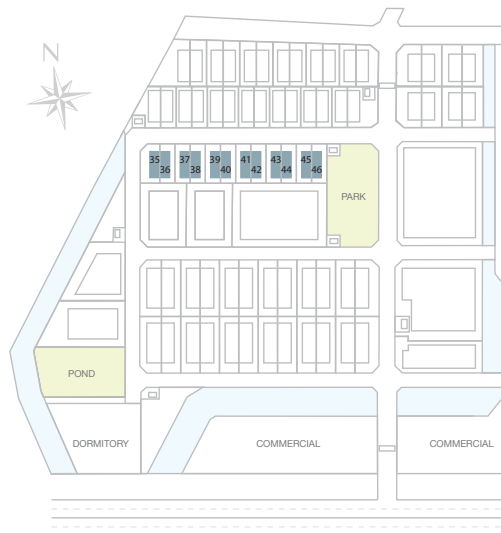 N
35 37 39 41 43 45
36 38 40 42 44 46
PARK
POND
DORMITORY COMMERCIAL COMMERCIAL